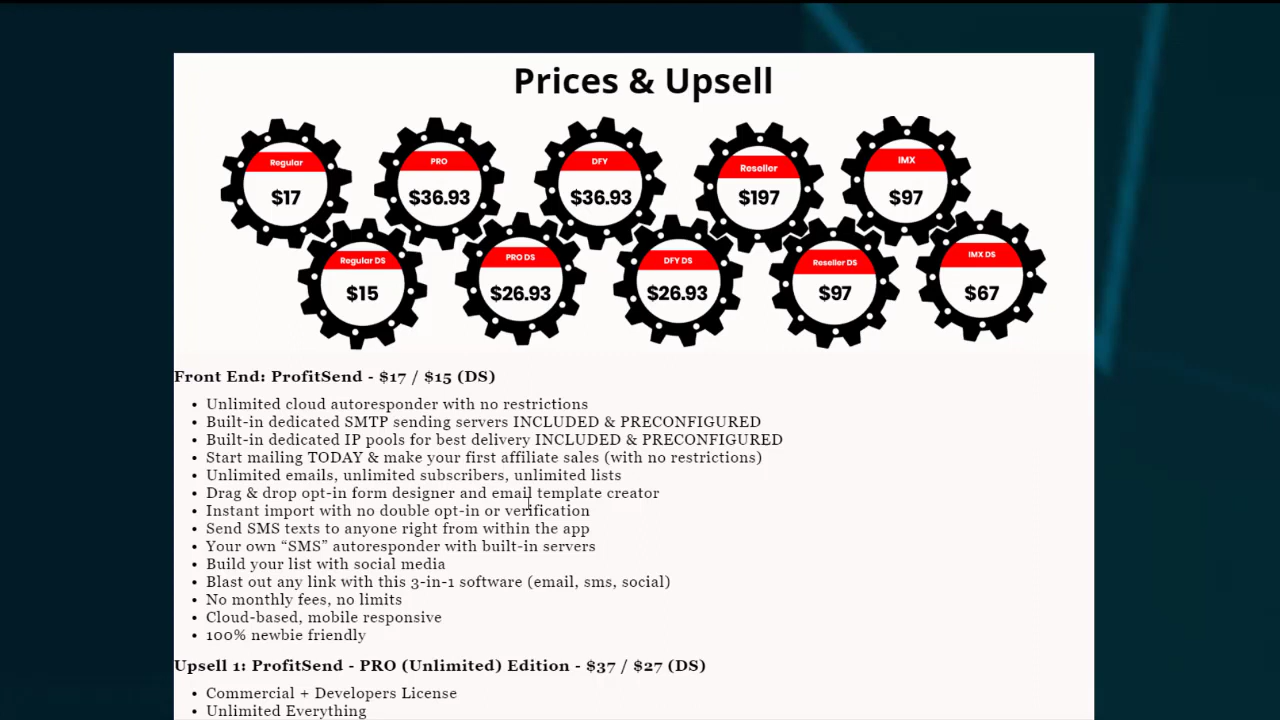 Prices & Upsell
Regular
$17
PRO
$36.93
DFY
$36.93
Reseller
$197
IMX
$97
Regular DS
$15
PRO DS
$26.93
DFY DS
$26.93
Reseller DS
$97
IMX DS
$67
Front End: ProfitSend - $17 / $15 (DS)
• Unlimited cloud autoresponder with no restrictions
• Built-in dedicated SMTP sending servers INCLUDED & PRECONFIGURED
• Built-in dedicated IP pools for best delivery INCLUDED & PRECONFIGURED
• Start mailing TODAY & make your first affiliate sales (with no restrictions)
• Unlimited emails, unlimited subscribers, unlimited lists
• Drag & drop opt-in form designer and email template creator
• Instant import with no double opt-in or verification
• Send SMS texts to anyone right from within the app
• Your own “SMS” autoresponder with built-in servers
• Build your list with social media
• Blast out any link with this 3-in-1 software (email, sms, social)
• No monthly fees, no limits
• Cloud-based, mobile responsive
• 100% newbie friendly
Upsell 1: ProfitSend - PRO (Unlimited) Edition - $37 / $27 (DS)
• Commercial + Developers License
• Unlimited Everything